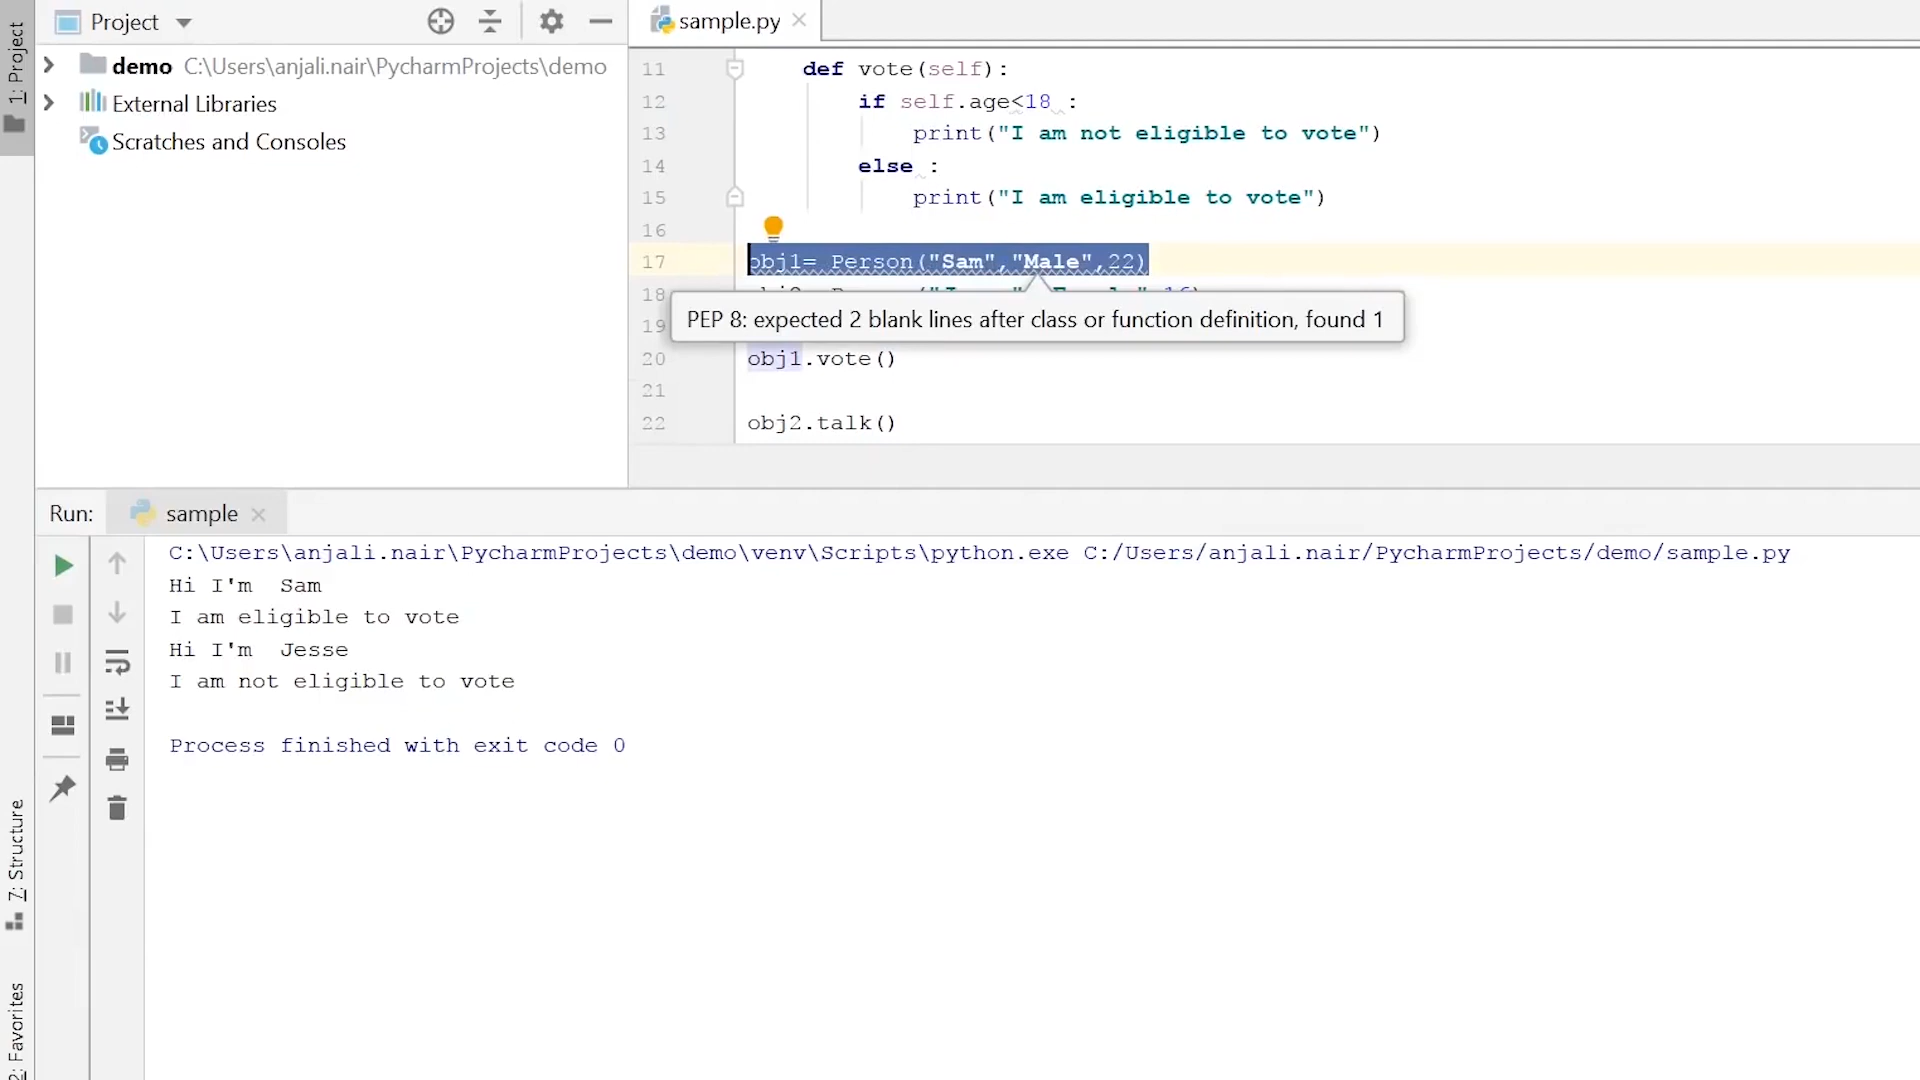 1: Project
Project
demo C:\Users\anjali.nair\PycharmProjects\demo
External Libraries
Scratches and Consoles
sample.py
11 def vote(self):
12 if self.age<18 :
13 print("I am not eligible to vote")
14 else :
15 print("I am eligible to vote")
16
17 obj1= Person("Sam","Male",22)
18
PEP 8: expected 2 blank lines after class or function definition, found 1
19
20 obj1.vote()
21
22 obj2.talk()
Run: sample
C:\Users\anjali.nair\PycharmProjects\demo\venv\Scripts\python.exe C:/Users/anjali.nair/PycharmProjects/demo/sample.py
Hi I'm  Sam
I am eligible to vote
Hi I'm  Jesse
I am not eligible to vote
Process finished with exit code 0
7: Structure
2: Favorites